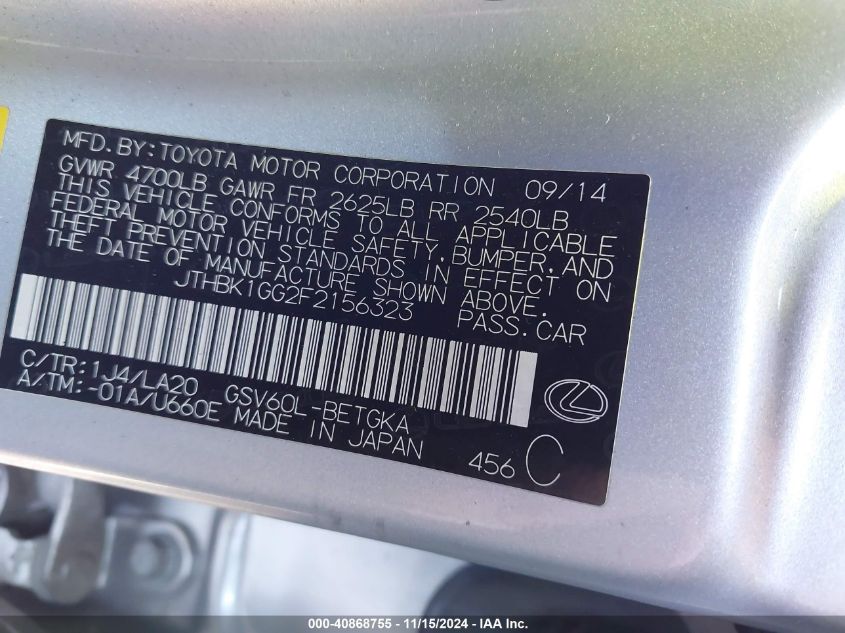 MFD. BY: TOYOTA MOTOR CORPORATION 09/14
GVWR 4700LB GAWR FR 2625LB RR 2540LB
THIS VEHICLE CONFORMS TO ALL APPLICABLE
FEDERAL MOTOR VEHICLE SAFETY, BUMPER, AND
THEFT PREVENTION STANDARDS IN EFFECT ON
THE DATE OF MANUFACTURE SHOWN ABOVE.
JTHBK1GG2F2156323 PASS. CAR
C/TR: 1J4/LA20 GSV60L-BETGKA
A/TM: -01A/U660E MADE IN JAPAN
456 C
000-40868755 - 11/15/2024 - IAA Inc.